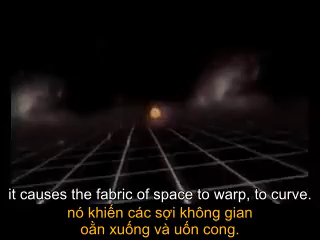 it causes the fabric of space to warp, to curve.
nó khiến các sợi không gian
oằn xuống và uốn cong.